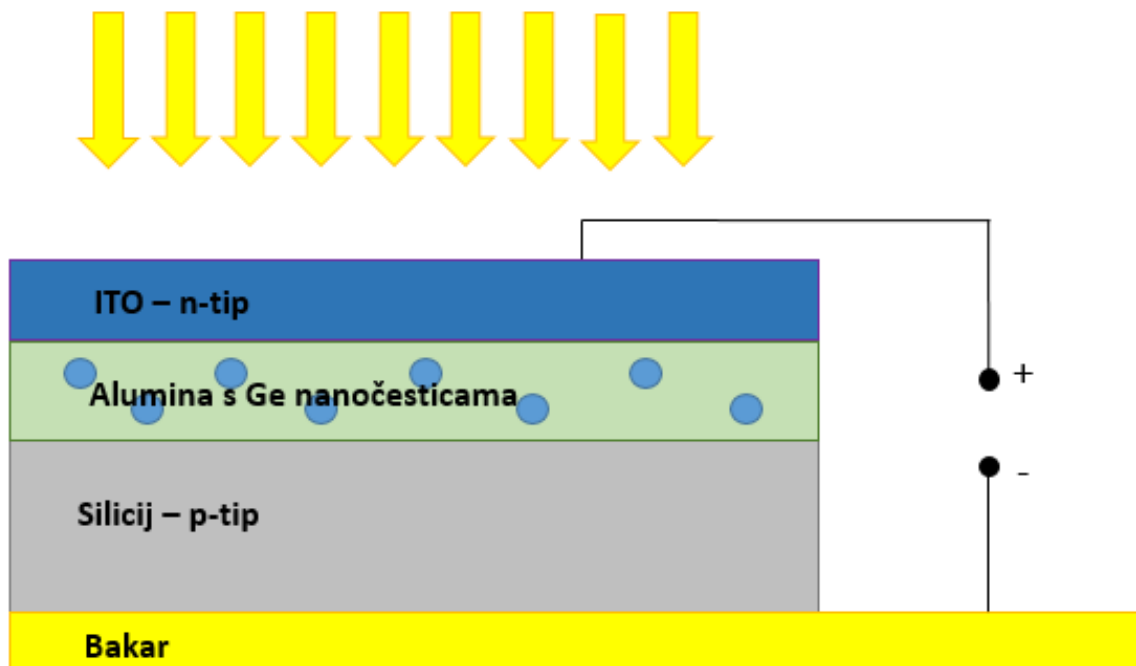 ITO – n-tip
+
Alumina s Ge nanočesticama
-
Silicij – p-tip
Bakar